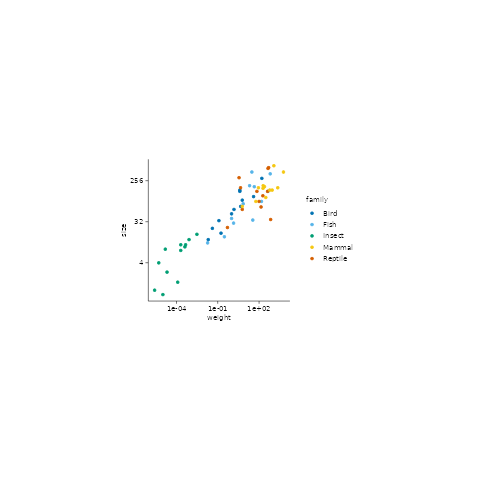 256
32
4
size
1e-04 1e-01 1e+02
weight
family
Bird
Fish
Insect
Mammal
Reptile